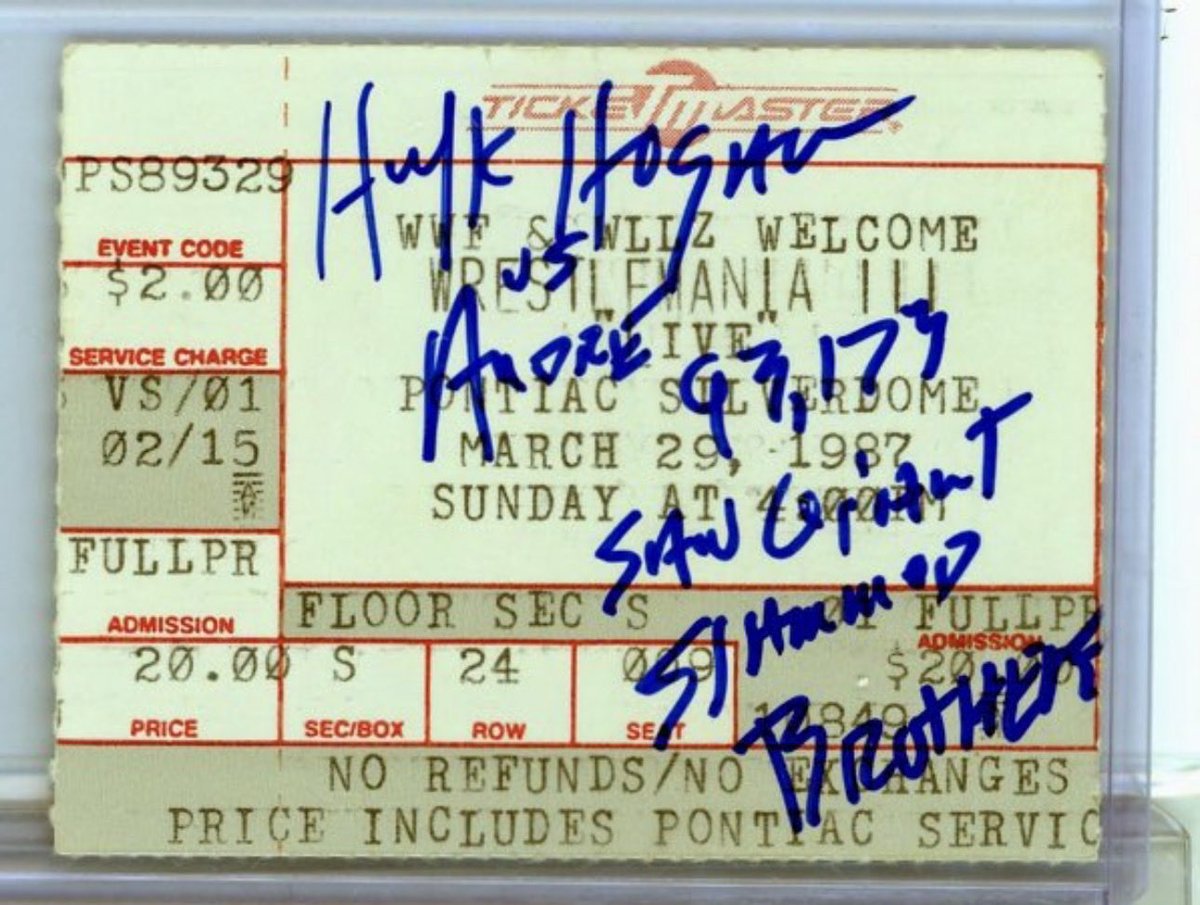 TICKETMASTER
PS89329
EVENT CODE
$2.00
SERVICE CHARGE
VS/01
02/15
FULLPR
ADMISSION
20.00
PRICE
Hulk Hogan
vs
ANDRE
93,173
SAW GiANT
SlAmmeD
BROTHER
WWF & WLLZ WELCOME
WRESTLEMANIA III
"LIVE"
PONTIAC SILVERDOME
MARCH 29, 1987
SUNDAY AT 4:00PM
FLOOR SEC S 01 FULLPR
ADMISSION
S 24 009 $20.00
SEC/BOX ROW SEAT
NO REFUNDS/NO EXCHANGES
PRICE INCLUDES PONTIAC SERVIC